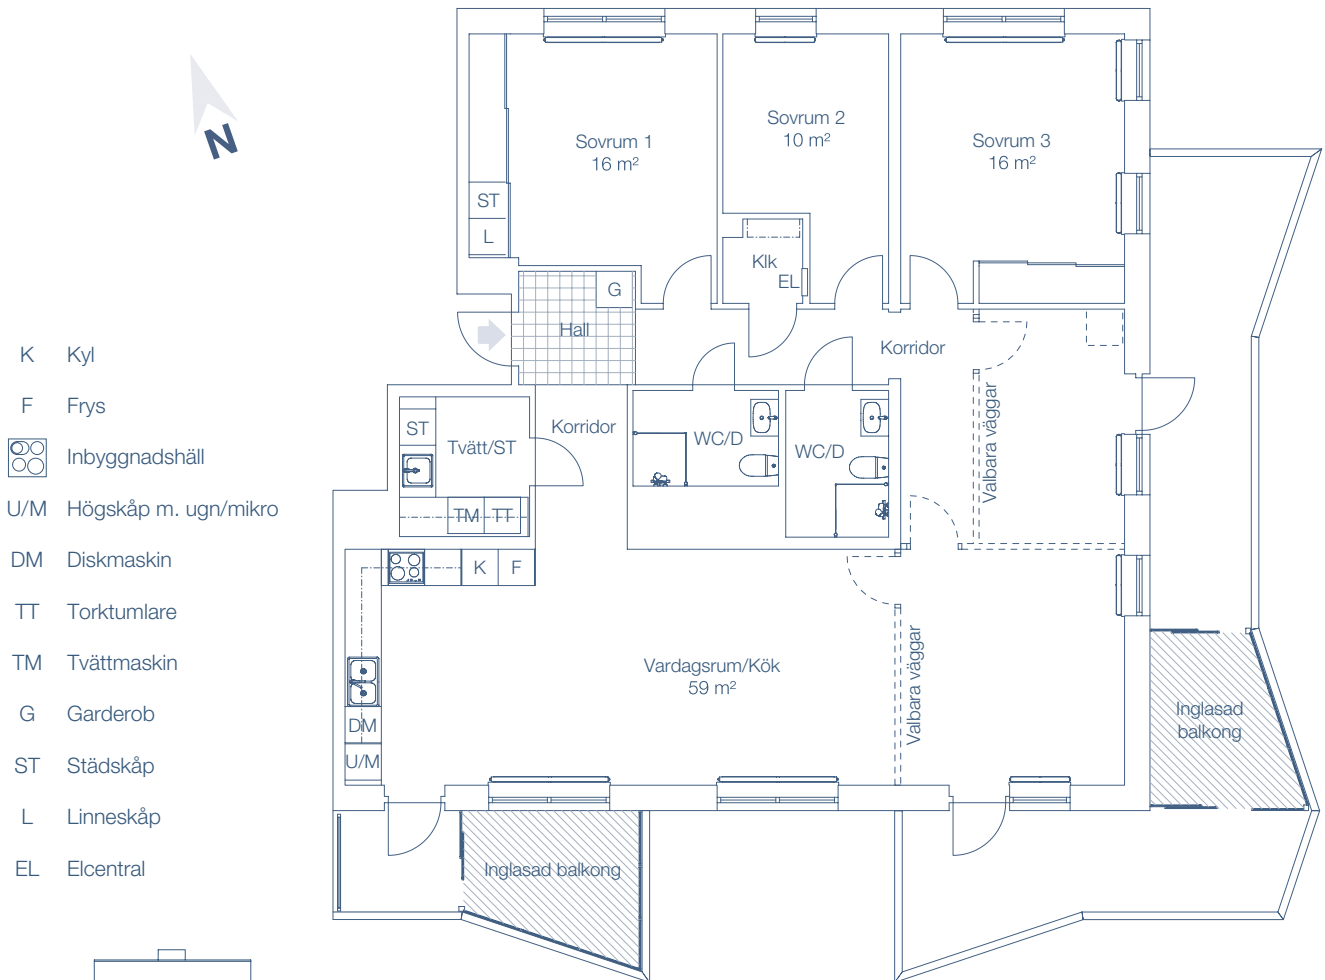 N
Sovrum 1
16 m²
Sovrum 2
10 m²
Sovrum 3
16 m²
ST
L
Klk
EL
G
Hall
Korridor
ST
Tvätt/ST
Korridor
WC/D
WC/D
Valbara väggar
TM
TT
K
F
Vardagsrum/Kök
59 m²
Valbara väggar
DM
U/M
Inglasad
balkong
Inglasad balkong
K Kyl
F Frys
Inbyggnadshäll
U/M Högskåp m. ugn/mikro
DM Diskmaskin
TT Torktumlare
TM Tvättmaskin
G Garderob
ST Städskåp
L Linneskåp
EL Elcentral